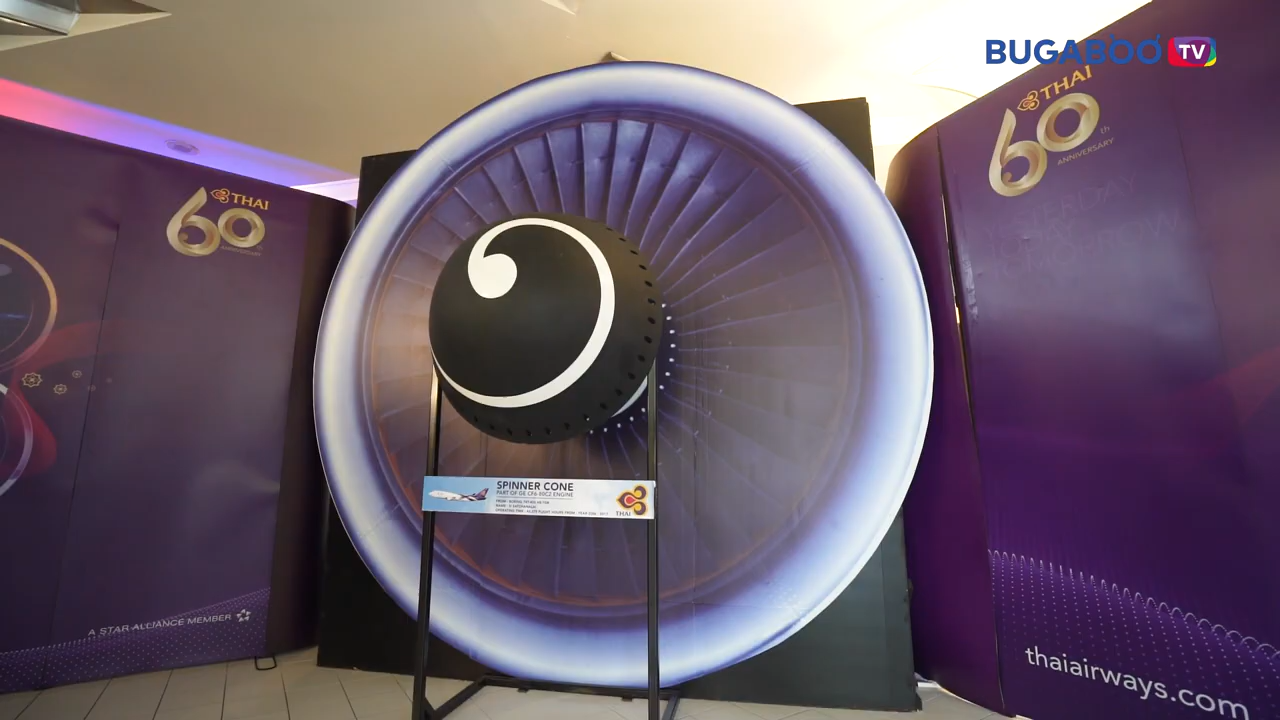 BUGABOO TV
THAI
60
th
ANNIVERSARY
THAI
60
ANNIVERSARY
YESTERDAY
TODAY
TOMORROW
SPINNER CONE
PART OF GE CF6-80C2 ENGINE
THAI
A STAR ALLIANCE MEMBER
thaiairways.com